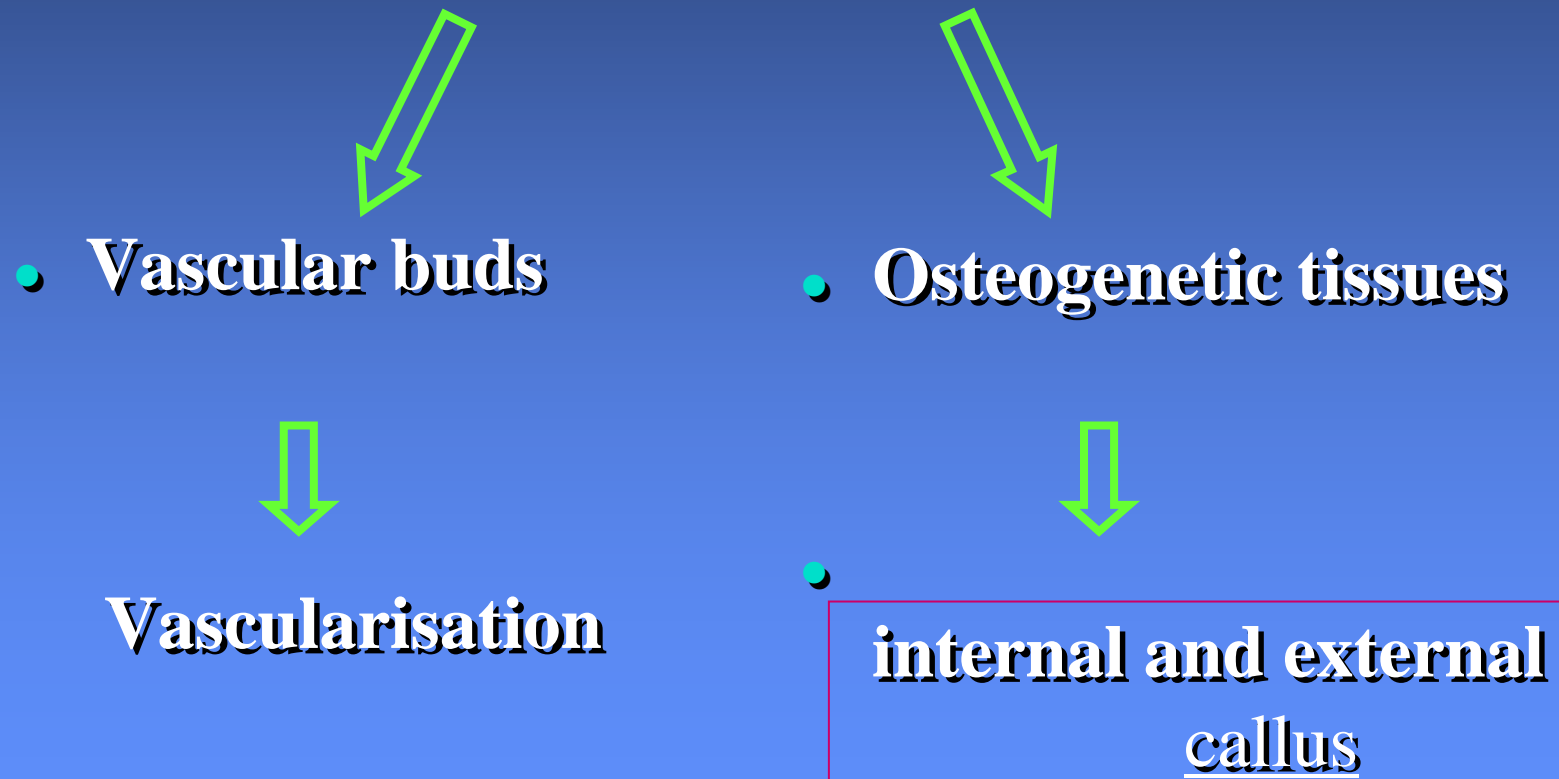 Vascular buds
Osteogenetic tissues
Vascularisation
internal and external
callus